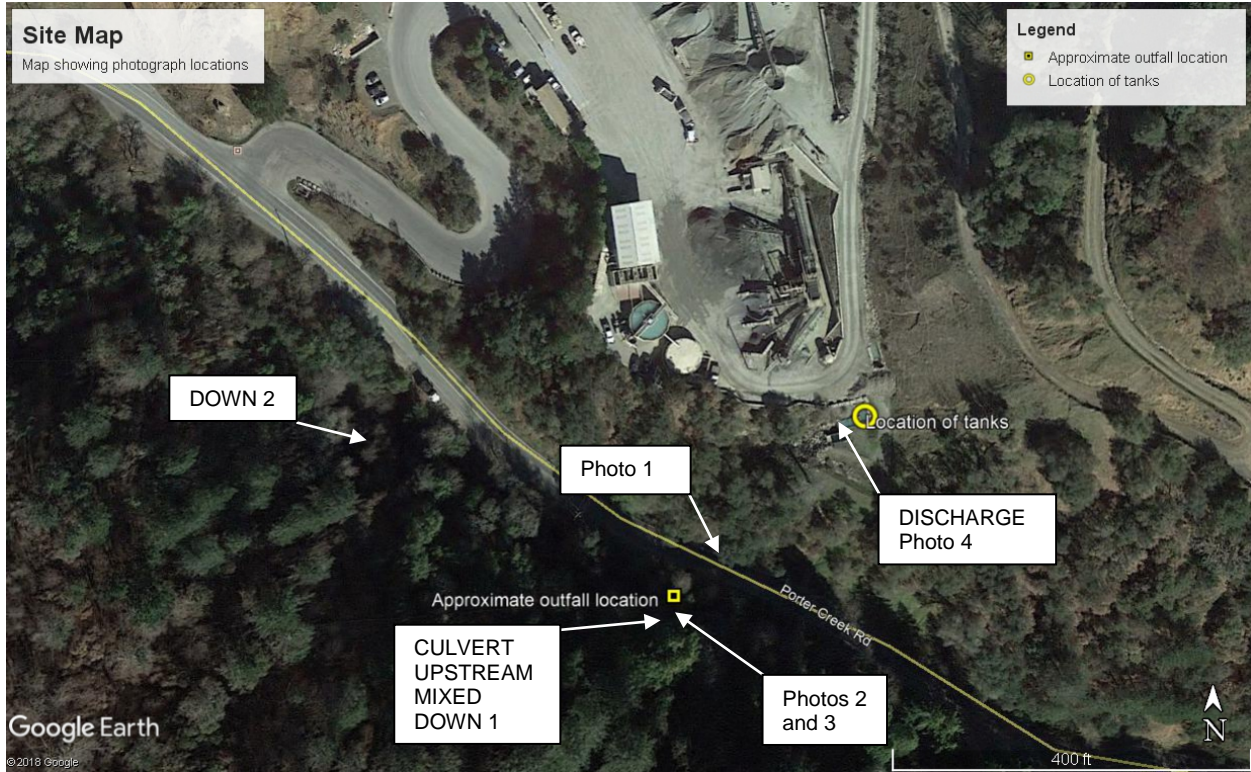 Site Map
Map showing photograph locations
Legend
Approximate outfall location
Location of tanks
DOWN 2
Location of tanks
Photo 1
DISCHARGE
Photo 4
Porter Creek Rd
Approximate outfall location
CULVERT
UPSTREAM
MIXED
DOWN 1
Photos 2
and 3
N
Google Earth
©2018 Google
400 ft